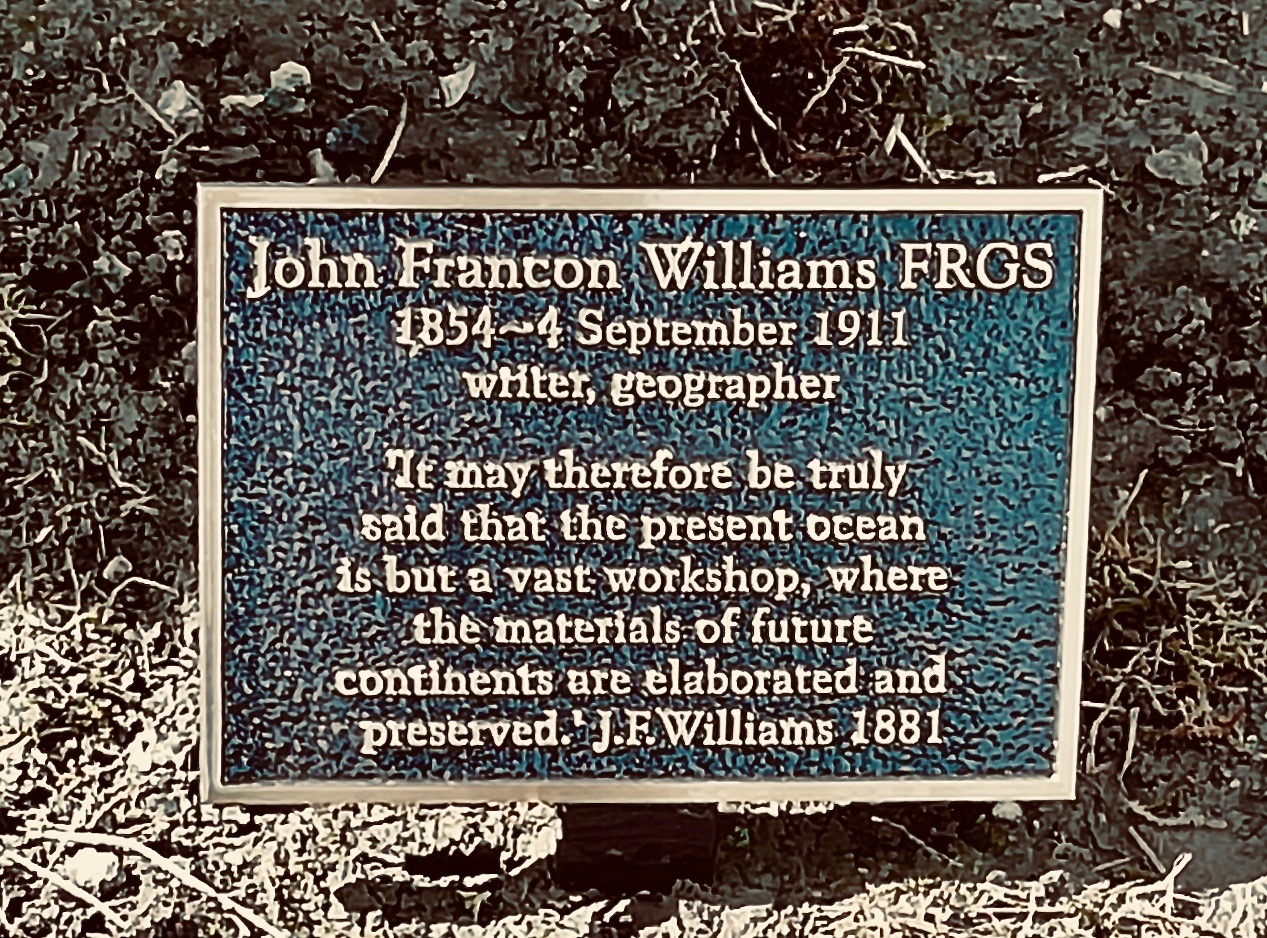 John Francon Williams FRGS
1854~4 September 1911
writer, geographer
'It may therefore be truly
said that the present ocean
is but a vast workshop, where
the materials of future
continents are elaborated and
preserved.' J.F. Williams 1881